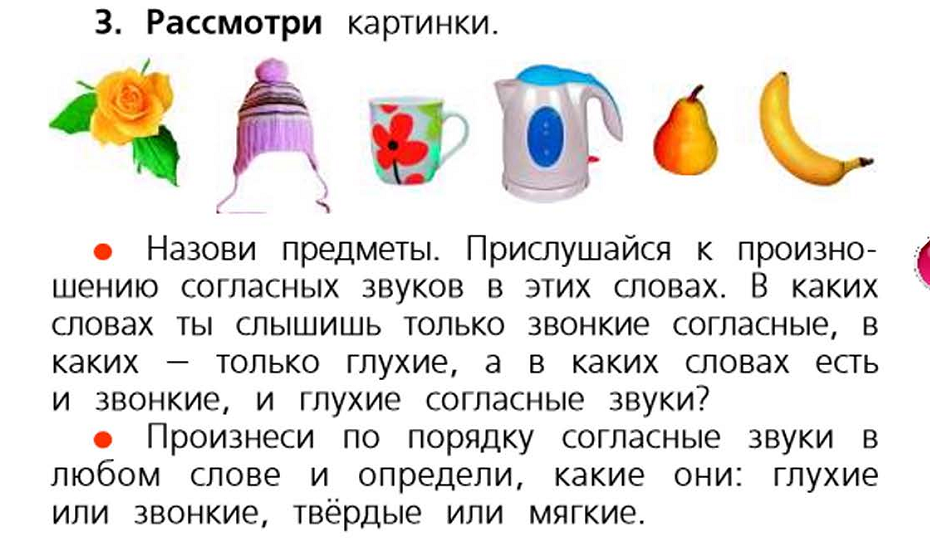 3. Рассмотри картинки.
● Назови предметы. Прислушайся к произно-
шению согласных звуков в этих словах. В каких
словах ты слышишь только звонкие согласные, в
каких — только глухие, а в каких словах есть
и звонкие, и глухие согласные звуки?
● Произнеси по порядку согласные звуки в
любом слове и определи, какие они: глухие
или звонкие, твёрдые или мягкие.